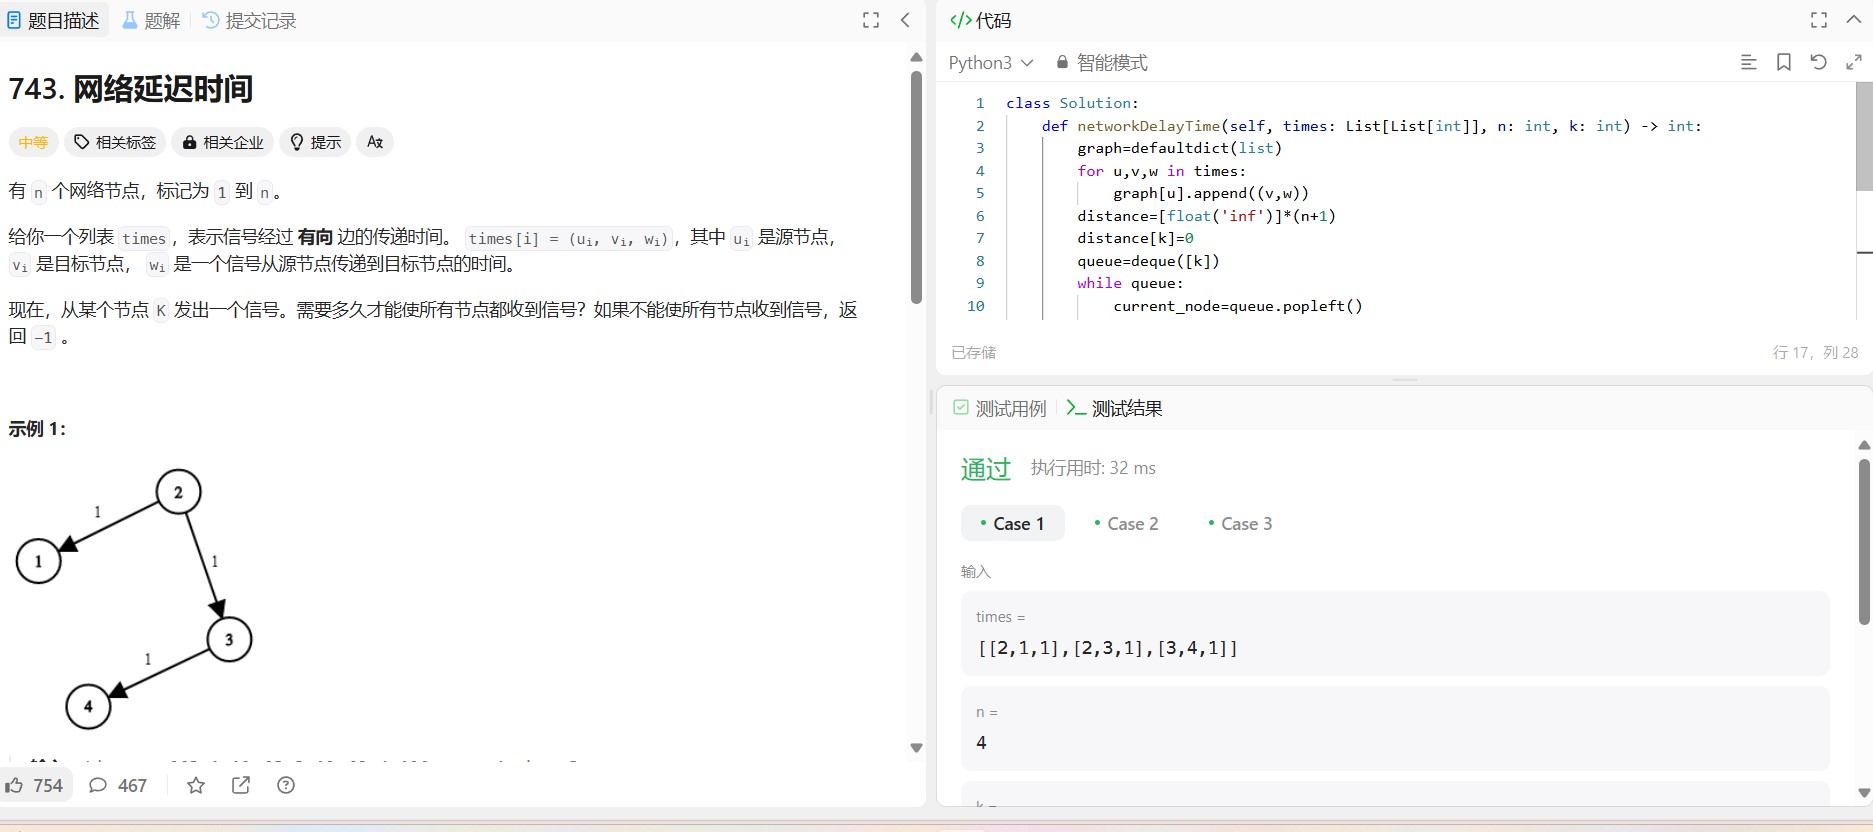 题目描述 题解 提交记录
743. 网络延迟时间
中等 相关标签 相关企业 提示 Aあ
有 n 个网络节点，标记为 1 到 n。
给你一个列表 times，表示信号经过 有向 边的传递时间。 times[i] = (ui, vi, wi)，其中 ui 是源节点，
vi 是目标节点， wi 是一个信号从源节点传递到目标节点的时间。
现在，从某个节点 K 发出一个信号。需要多久才能使所有节点都收到信号？如果不能使所有节点收到信号，返
回 -1 。
示例 1：
2
1
1
1
3
1
4
754 467
</>代码
Python3 智能模式
1 class Solution:
2 def networkDelayTime(self, times: List[List[int]], n: int, k: int) -> int:
3 graph=defaultdict(list)
4 for u,v,w in times:
5 graph[u].append((v,w))
6 distance=[float('inf')]*(n+1)
7 distance[k]=0
8 queue=deque([k])
9 while queue:
10 current_node=queue.popleft()
已存储 行 17，列 28
测试用例 测试结果
通过 执行用时: 32 ms
Case 1 Case 2 Case 3
输入
times =
[[2,1,1],[2,3,1],[3,4,1]]
n =
4